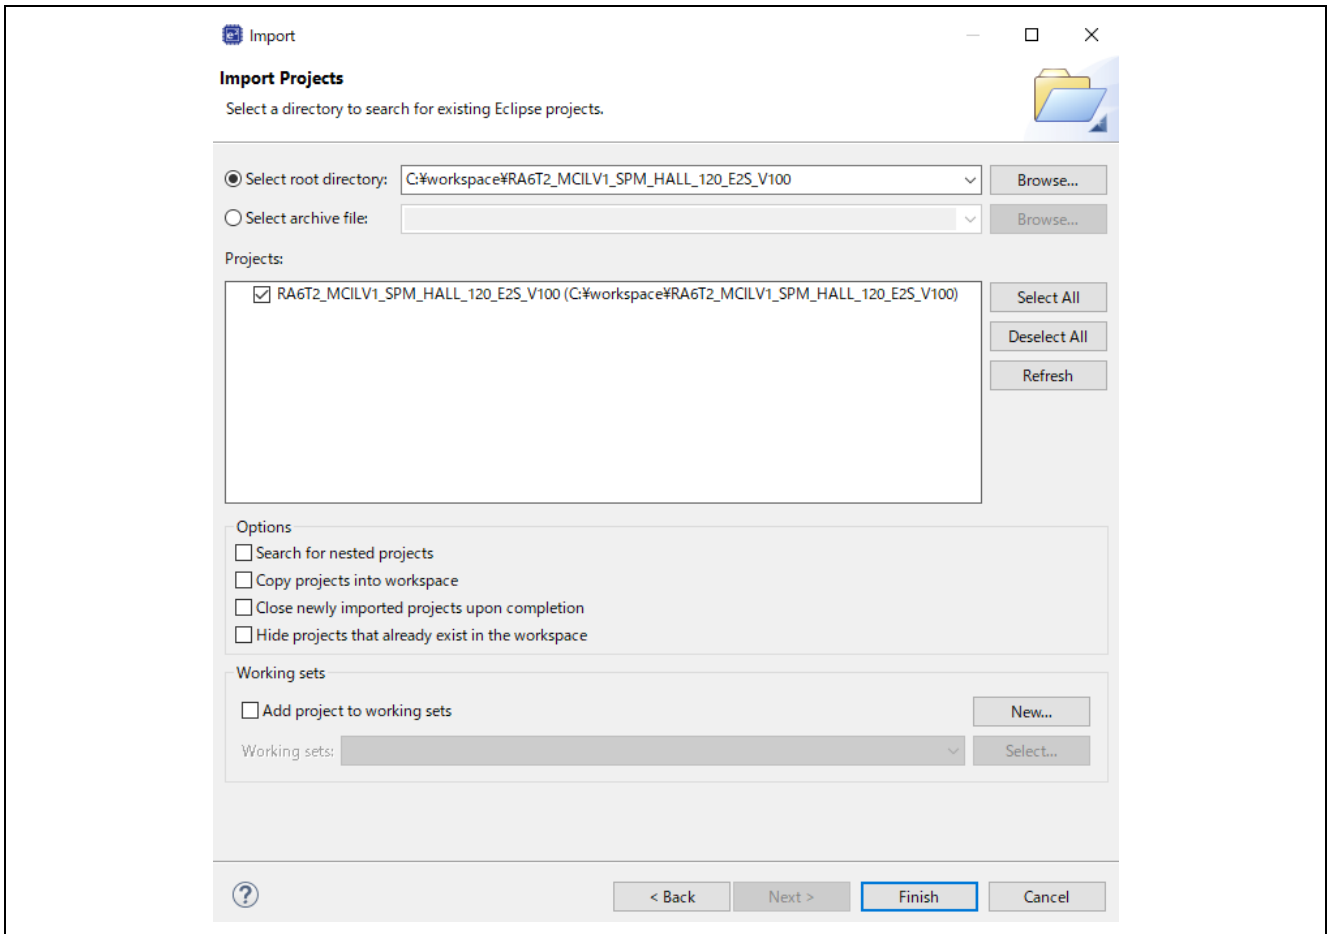 Import
Import Projects
Select a directory to search for existing Eclipse projects.
Select root directory: C:¥workspace¥RA6T2_MCILV1_SPM_HALL_120_E2S_V100 Browse...
Select archive file: Browse...
Projects:
RA6T2_MCILV1_SPM_HALL_120_E2S_V100 (C:¥workspace¥RA6T2_MCILV1_SPM_HALL_120_E2S_V100)
Select All
Deselect All
Refresh
Options
Search for nested projects
Copy projects into workspace
Close newly imported projects upon completion
Hide projects that already exist in the workspace
Working sets
Add project to working sets New...
Working sets: Select...
? < Back Next > Finish Cancel